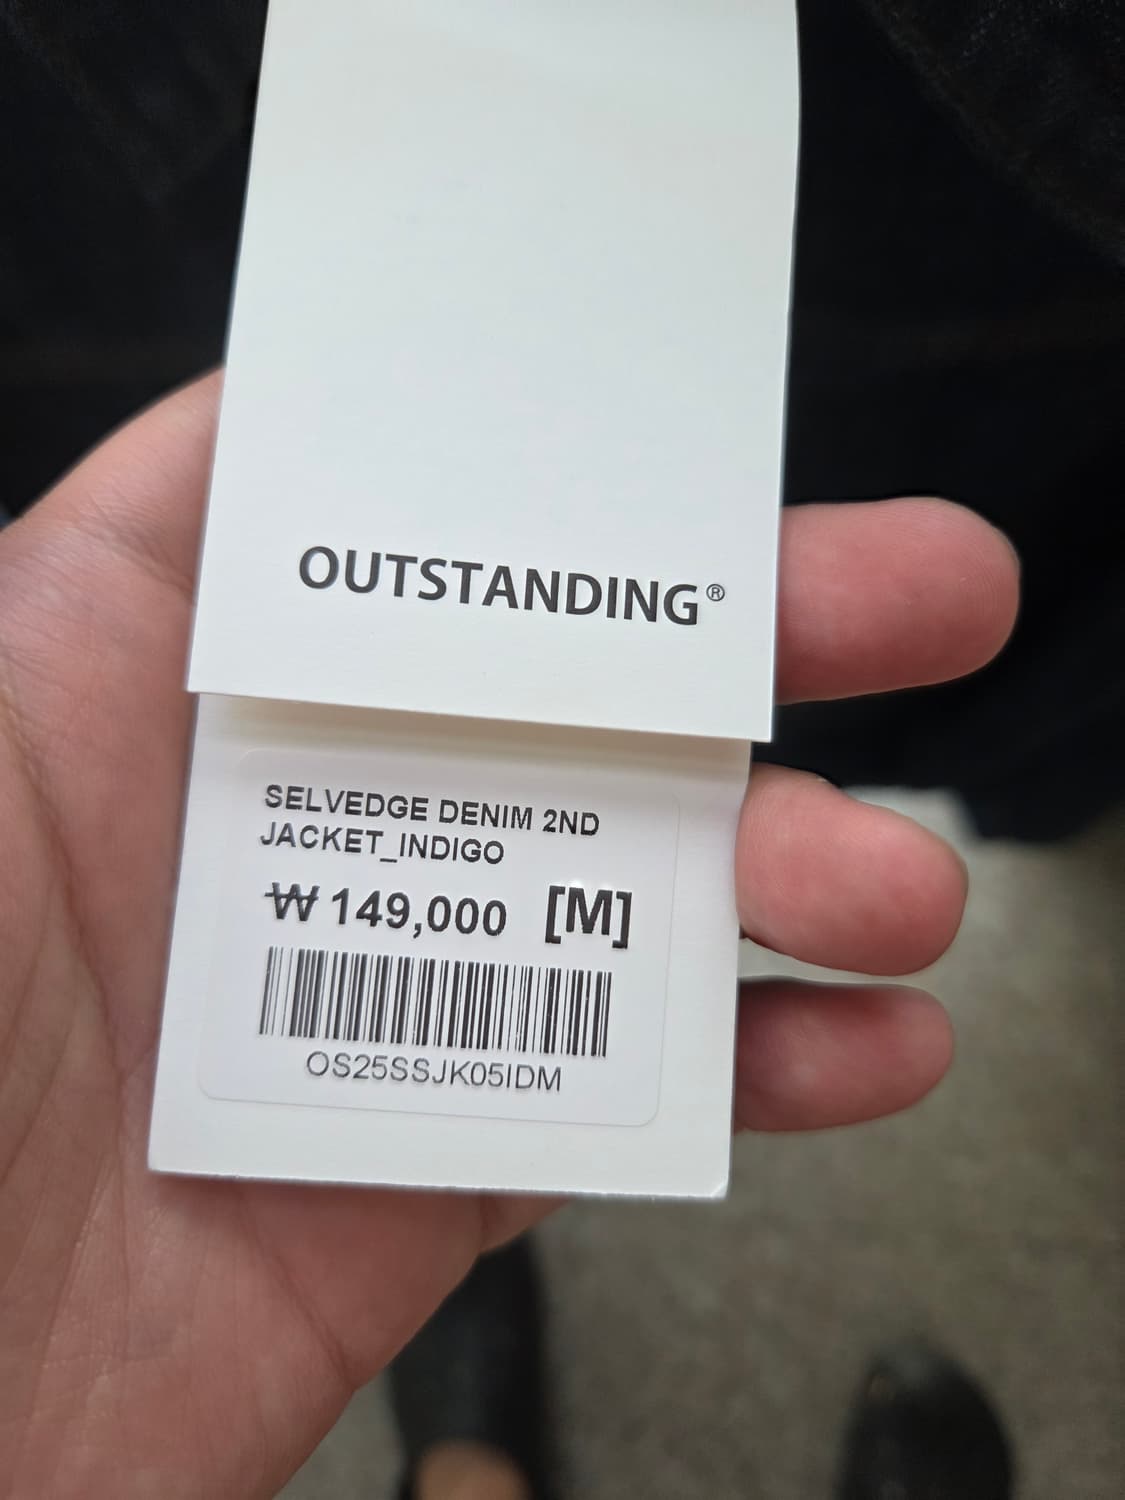 OUTSTANDING®
SELVEDGE DENIM 2ND
JACKET_INDIGO
₩ 149,000 [M]
OS25SSJK05IDM